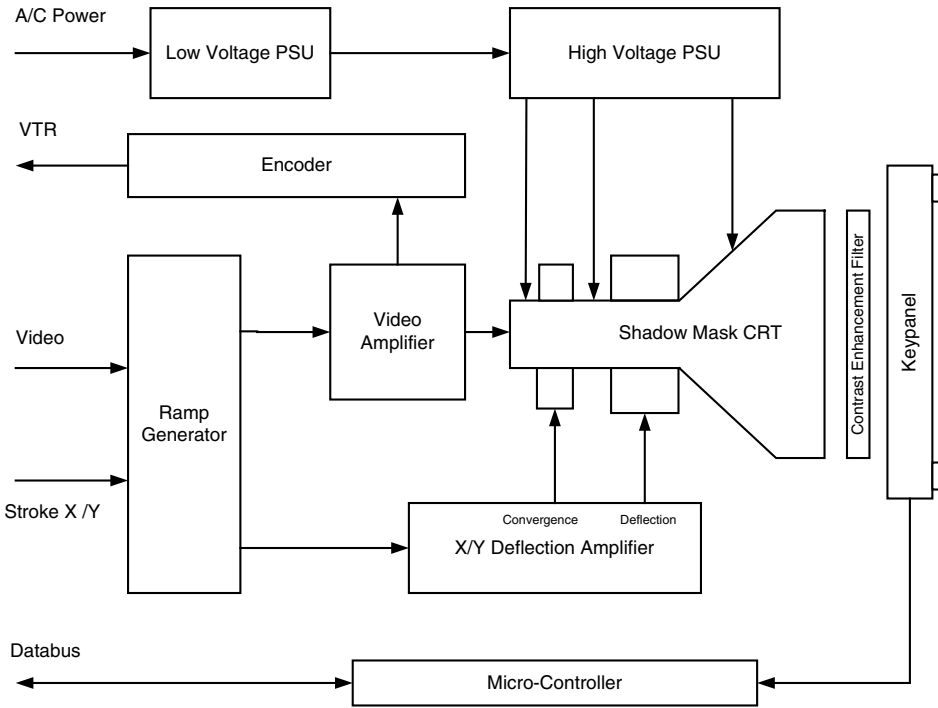 A/C Power
Low Voltage PSU
High Voltage PSU
VTR
Encoder
Video
Video
Amplifier
Shadow Mask CRT
Contrast Enhancement Filter
Keypanel
Ramp
Generator
Stroke X /Y
Convergence
Deflection
X/Y Deflection Amplifier
Databus
Micro-Controller